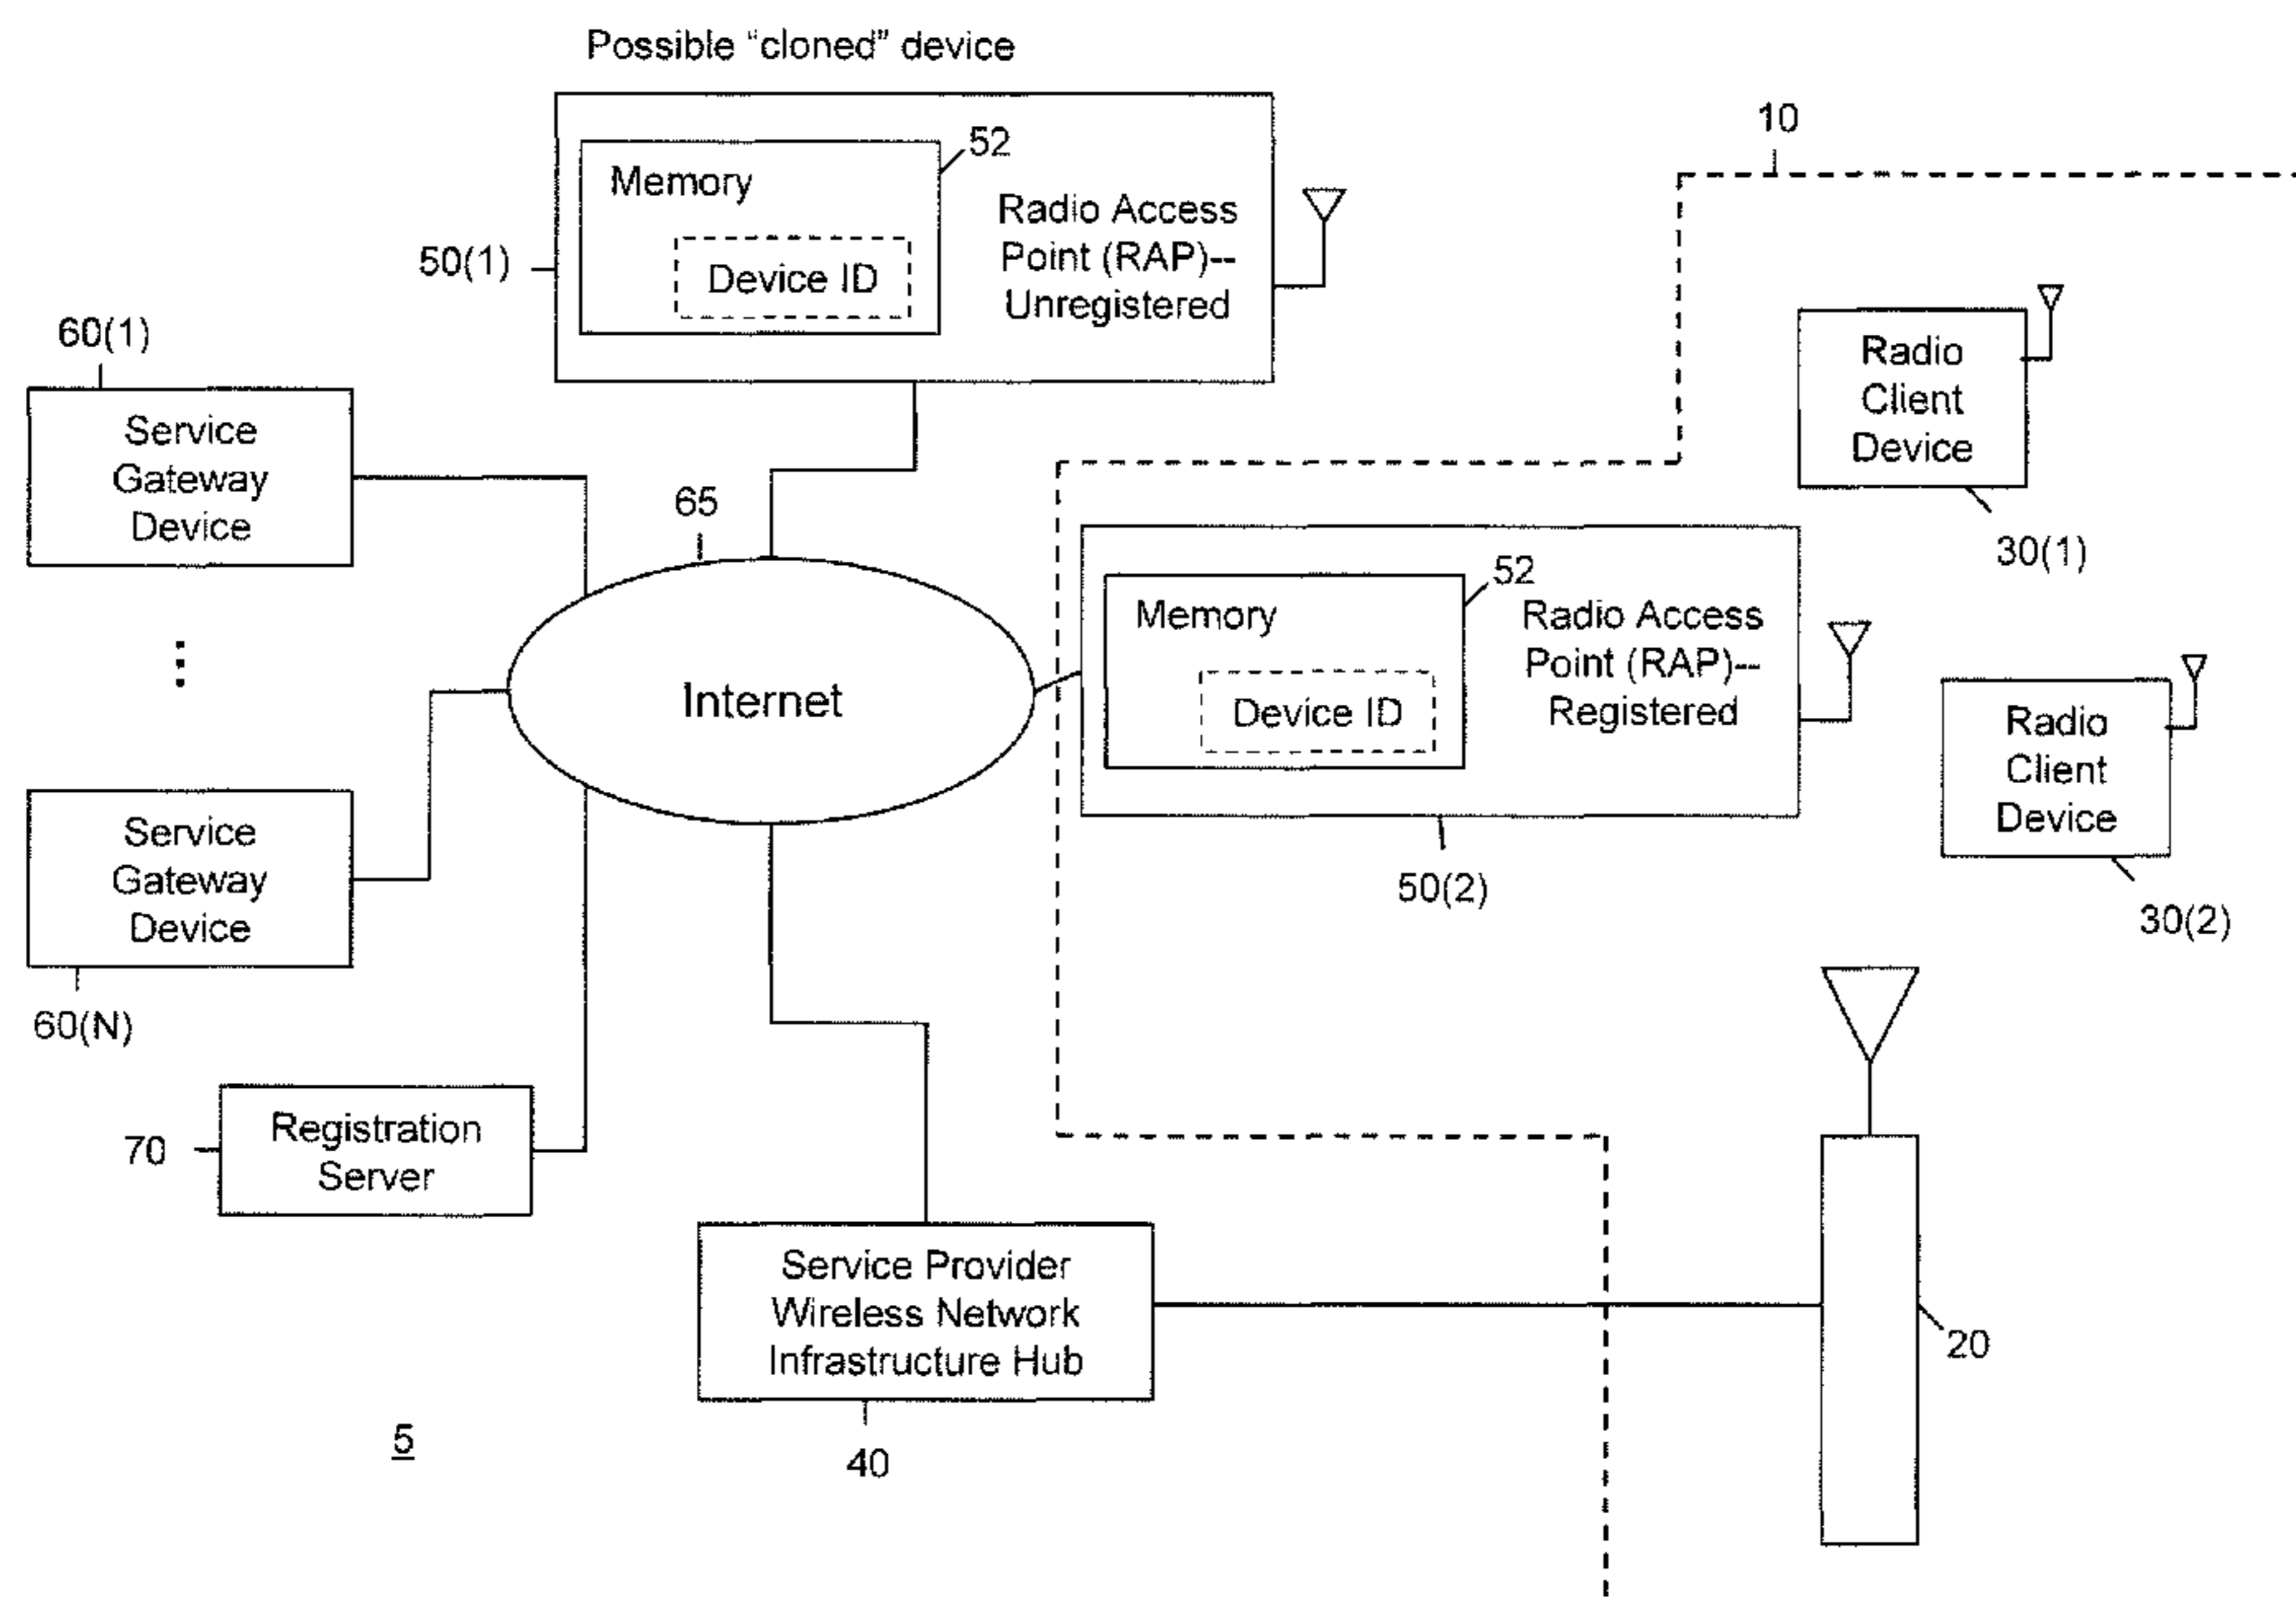 Possible "cloned" device
10
52
Memory
Radio Access
Point (RAP)--
Unregistered
Device ID
50(1)
60(1)
Service
Gateway
Device
Radio
Client
Device
30(1)
65
Internet
52
Memory
Radio Access
Point (RAP)--
Registered
Device ID
50(2)
Radio
Client
Device
30(2)
Service
Gateway
Device
60(N)
70
Registration
Server
Service Provider
Wireless Network
Infrastructure Hub
40
20
5